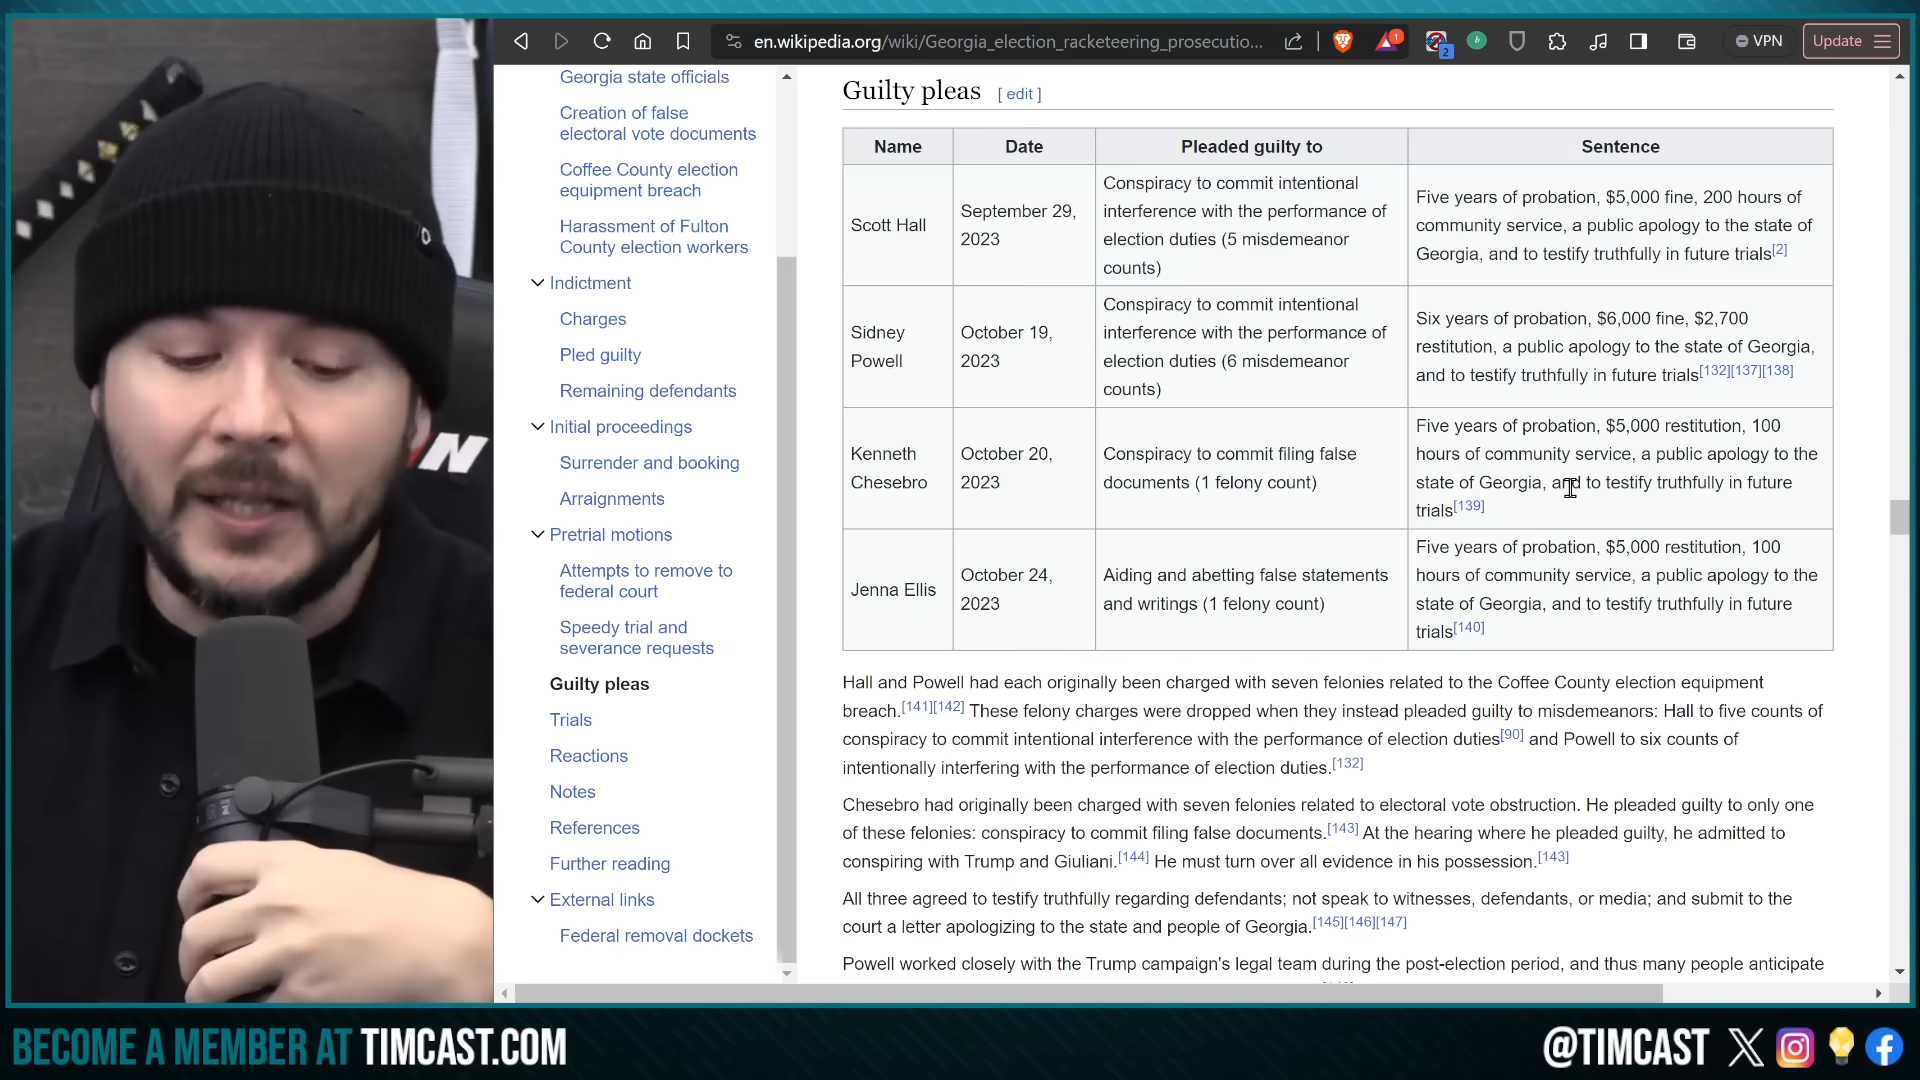 en.wikipedia.org/wiki/Georgia_election_racketeering_prosecutio...
1
2
b
VPN
Update
Georgia state officials
Creation of false
electoral vote documents
Coffee County election
equipment breach
Harassment of Fulton
County election workers
Indictment
Charges
Pled guilty
Remaining defendants
Initial proceedings
Surrender and booking
Arraignments
Pretrial motions
Attempts to remove to
federal court
Speedy trial and
severance requests
Guilty pleas
Trials
Reactions
Notes
References
Further reading
External links
Federal removal dockets
Guilty pleas [ edit ]
Name Date Pleaded guilty to Sentence
Scott Hall
September 29,
2023
Conspiracy to commit intentional
interference with the performance of
election duties (5 misdemeanor
counts)
Five years of probation, $5,000 fine, 200 hours of
community service, a public apology to the state of
Georgia, and to testify truthfully in future trials[2]
Sidney
Powell
October 19,
2023
Conspiracy to commit intentional
interference with the performance of
election duties (6 misdemeanor
counts)
Six years of probation, $6,000 fine, $2,700
restitution, a public apology to the state of Georgia,
and to testify truthfully in future trials[132][137][138]
Kenneth
Chesebro
October 20,
2023
Conspiracy to commit filing false
documents (1 felony count)
Five years of probation, $5,000 restitution, 100
hours of community service, a public apology to the
state of Georgia, and to testify truthfully in future
trials[139]
Jenna Ellis
October 24,
2023
Aiding and abetting false statements
and writings (1 felony count)
Five years of probation, $5,000 restitution, 100
hours of community service, a public apology to the
state of Georgia, and to testify truthfully in future
trials[140]
Hall and Powell had each originally been charged with seven felonies related to the Coffee County election equipment
breach.[141][142] These felony charges were dropped when they instead pleaded guilty to misdemeanors: Hall to five counts of
conspiracy to commit intentional interference with the performance of election duties[90] and Powell to six counts of
intentionally interfering with the performance of election duties.[132]
Chesebro had originally been charged with seven felonies related to electoral vote obstruction. He pleaded guilty to only one
of these felonies: conspiracy to commit filing false documents.[143] At the hearing where he pleaded guilty, he admitted to
conspiring with Trump and Giuliani.[144] He must turn over all evidence in his possession.[143]
All three agreed to testify truthfully regarding defendants; not speak to witnesses, defendants, or media; and submit to the
court a letter apologizing to the state and people of Georgia.[145][146][147]
Powell worked closely with the Trump campaign's legal team during the post-election period, and thus many people anticipate
BECOME A MEMBER AT TIMCAST.COM
@TIMCAST